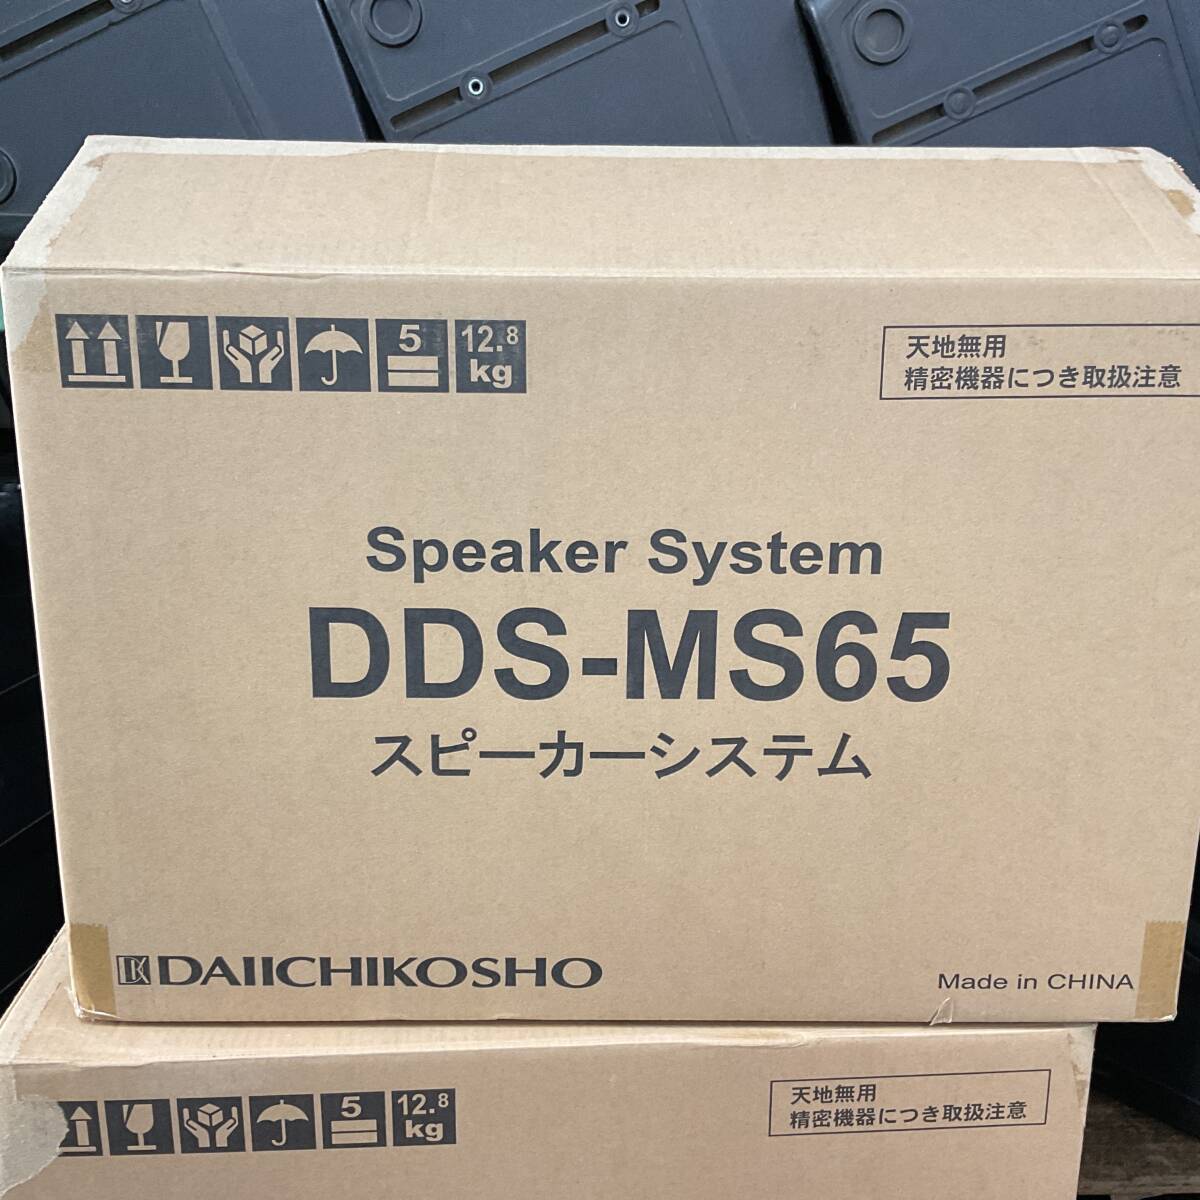 5
12.8
kg
天地無用
精密機器につき取扱注意
Speaker System
DDS-MS65
スピーカーシステム
DK DAIICHIKOSHO
Made in CHINA
5
12.8
kg
天地無用
精密機器につき取扱注意